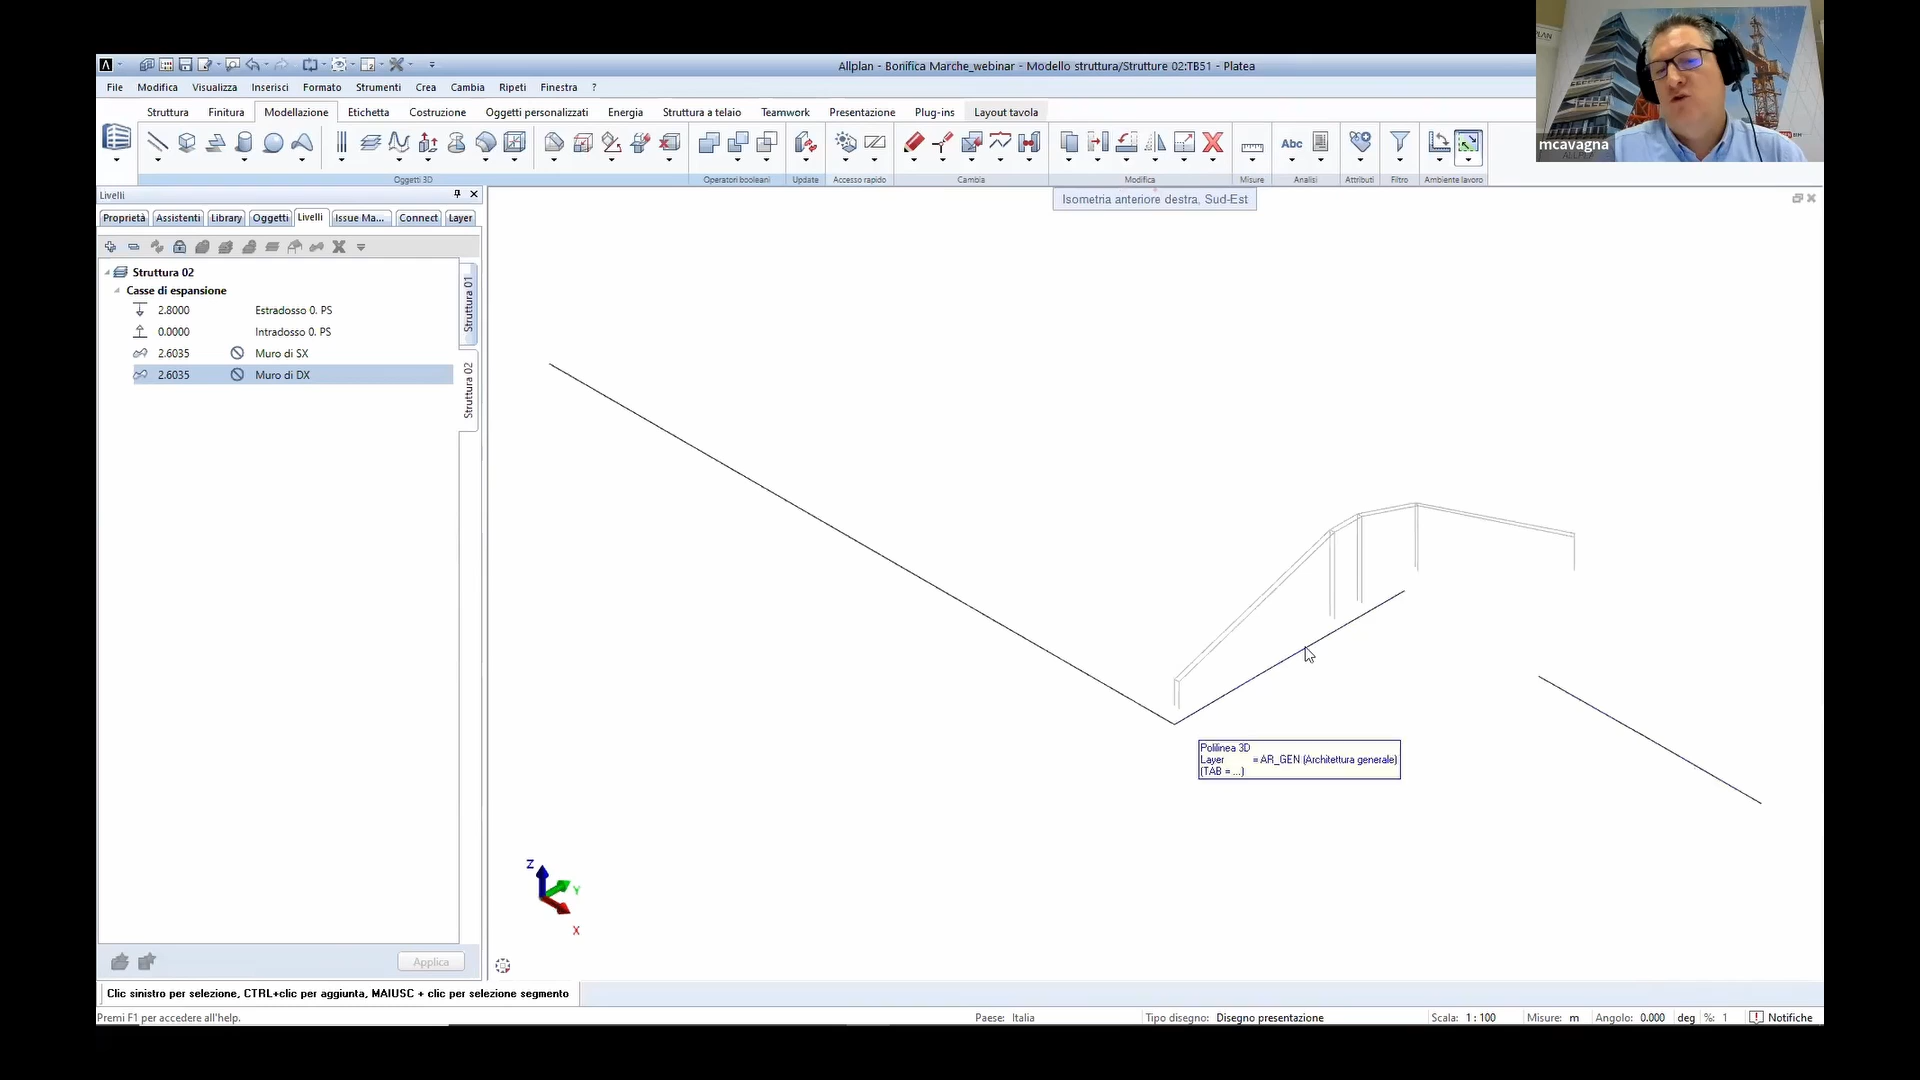 mcavagna
Allplan - Bonifica Marche_webinar - Modello struttura/Strutture 02:TB51 - Platea
File Modifica Visualizza Inserisci Formato Strumenti Crea Cambia Ripeti Finestra ?
Struttura Finitura Modellazione Etichetta Costruzione Oggetti personalizzati Energia Struttura a telaio Teamwork Presentazione Plug-ins Layout tavola
Abc
Oggetti 3D Operatori booleani Update Accesso rapido Cambia Modifica Misure Analisi Attributi Filtro Ambiente lavoro
Livelli
Isometria anteriore destra, Sud-Est
Proprietà Assistenti Library Oggetti Livelli Issue Ma... Connect Layer
Struttura 02
Casse di espansione
2.8000 Estradosso 0. PS
0.0000 Intradosso 0. PS
2.6035 Muro di SX
2.6035 Muro di DX
Struttura 01
Struttura 02
Polilinea 3D
Layer = AR_GEN (Architettura generale)
(TAB = ...)
Z
Y
X
Applica
Clic sinistro per selezione, CTRL+clic per aggiunta, MAIUSC + clic per selezione segmento
Premi F1 per accedere all'help. Paese: Italia Tipo disegno: Disegno presentazione Scala: 1 : 100 Misure: m Angolo: 0.000 deg %: 1 Notifiche